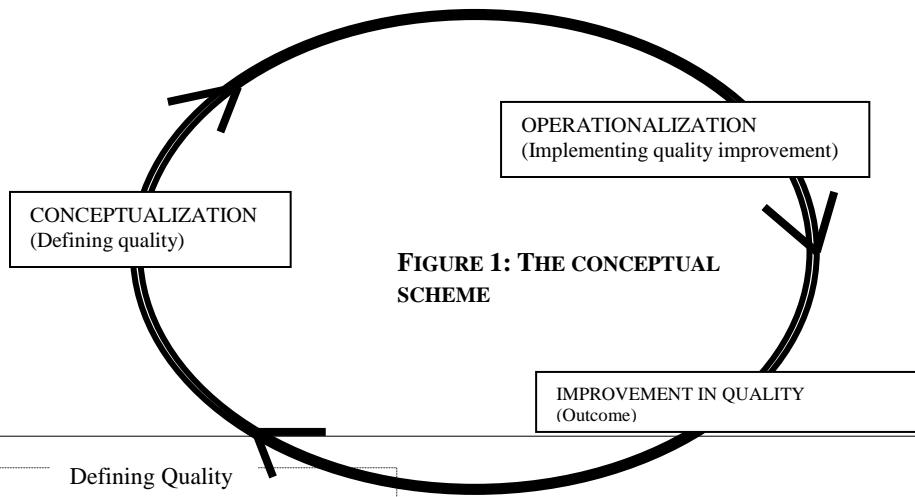 OPERATIONALIZATION
(Implementing quality improvement)
CONCEPTUALIZATION
(Defining quality)
FIGURE 1: THE CONCEPTUAL
SCHEME
IMPROVEMENT IN QUALITY
(Outcome)
Defining Quality